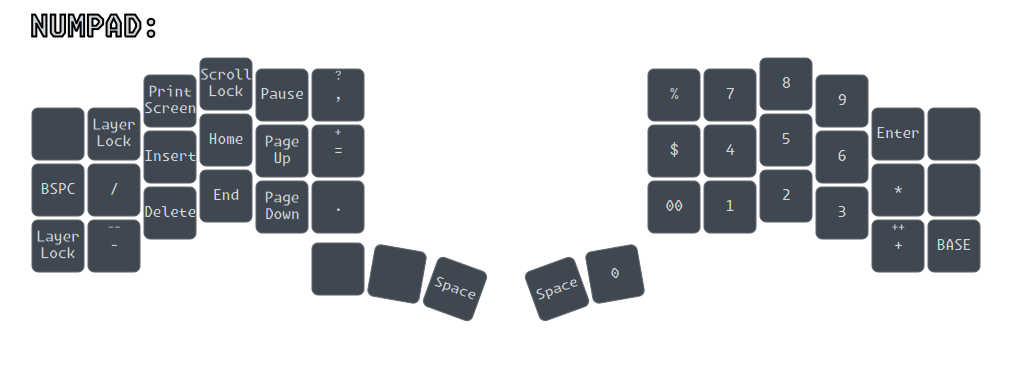 NUMPAD:
Scroll
Lock
Print
Screen
Pause
?
,
Layer
Lock
Home
Insert
Page
Up
+
=
BSPC
/
End
Delete
Page
Down
.
Layer
Lock
--
-
Space
%
7
8
9
Enter
$
4
5
6
*
00
1
2
3
++
+
BASE
Space
0